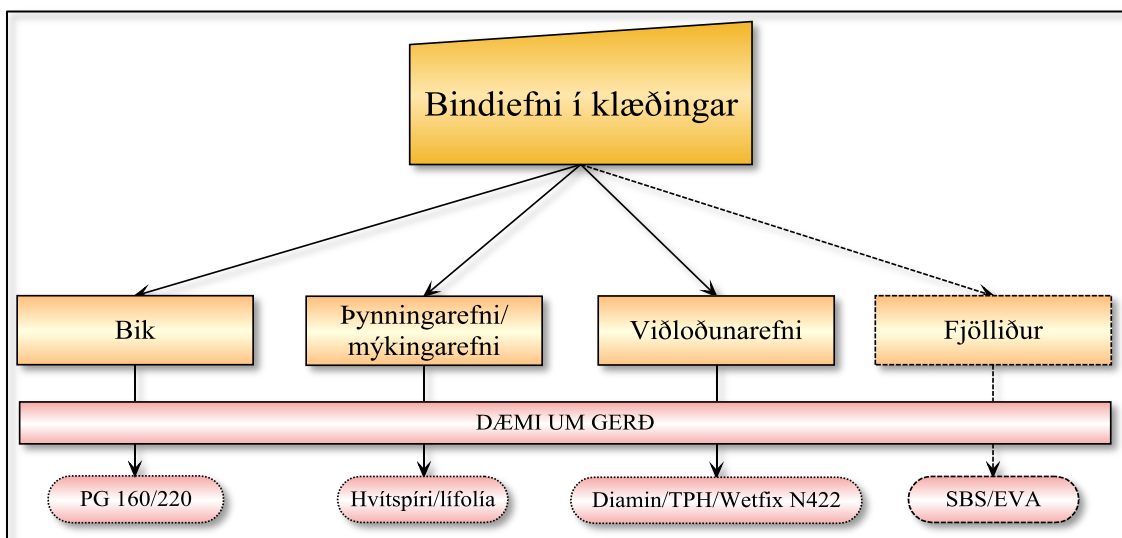 Bindiefni í klæðingar
Bik
Þynningarefni/
mýkingarefni
Viðloðunarefni
Fjölliður
DÆMI UM GERÐ
PG 160/220
Hvítspíri/lífolía
Diamin/TPH/Wetfix N422
SBS/EVA